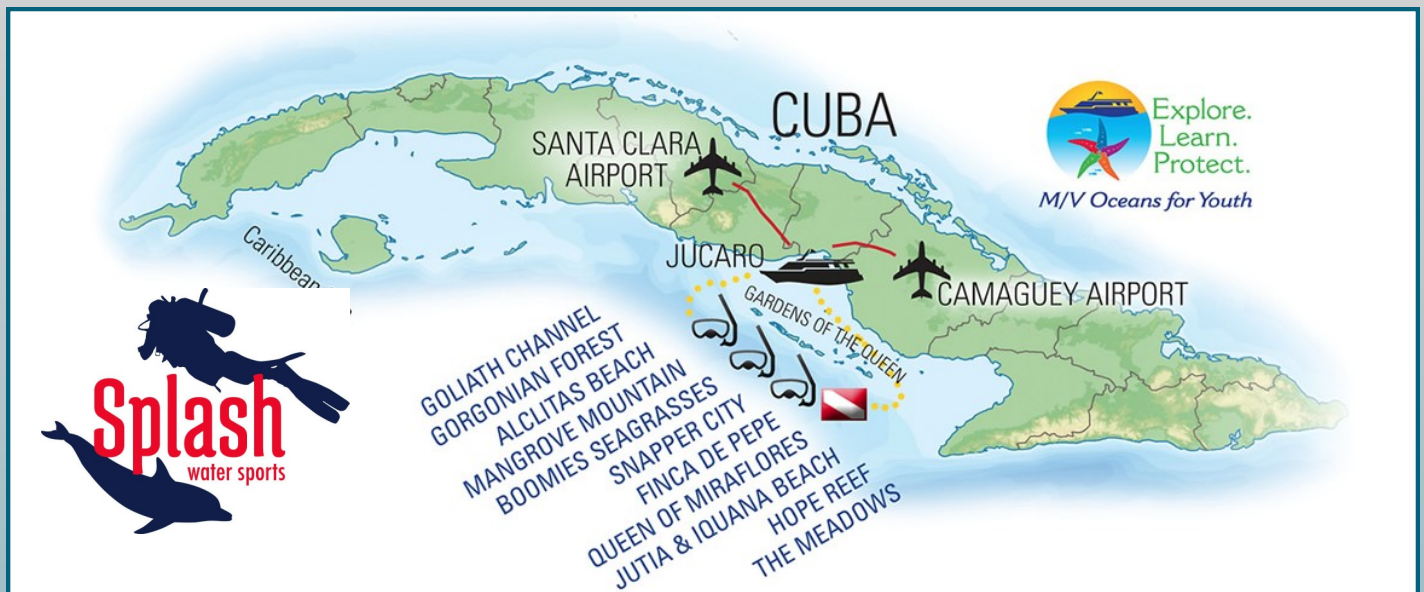 CUBA
Explore.
Learn.
Protect.
M/V Oceans for Youth
SANTA CLARA
AIRPORT
JUCARO
CAMAGUEY AIRPORT
GARDENS OF THE QUEEN
Caribbean
Splash
water sports
GOLIATH CHANNEL
GORGONIAN FOREST
ALCLITAS BEACH
MANGROVE MOUNTAIN
BOOMIES SEAGRASSES
SNAPPER CITY
FINCA DE PEPE
QUEEN OF MIRAFLORES
JUTIA & IQUANA BEACH
HOPE REEF
THE MEADOWS